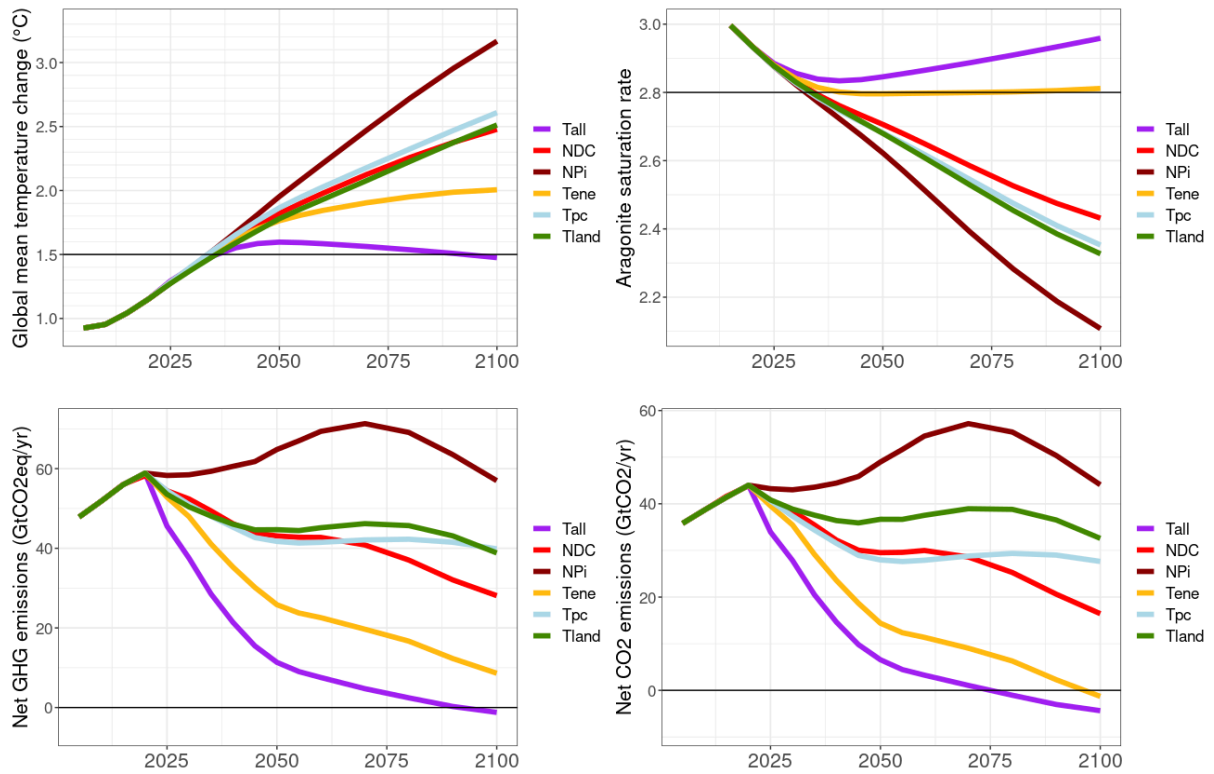 Global mean temperature change (ºC)
3.0
2.5
2.0
1.5
1.0
2025 2050 2075 2100
Tall
NDC
NPi
Tene
Tpc
Tland
Aragonite saturation rate
3.0
2.8
2.6
2.4
2.2
2025 2050 2075 2100
Tall
NDC
NPi
Tene
Tpc
Tland
Net GHG emissions (GtCO2eq/yr)
60
40
20
0
2025 2050 2075 2100
Tall
NDC
NPi
Tene
Tpc
Tland
Net CO2 emissions (GtCO2/yr)
60
40
20
0
2025 2050 2075 2100
Tall
NDC
NPi
Tene
Tpc
Tland